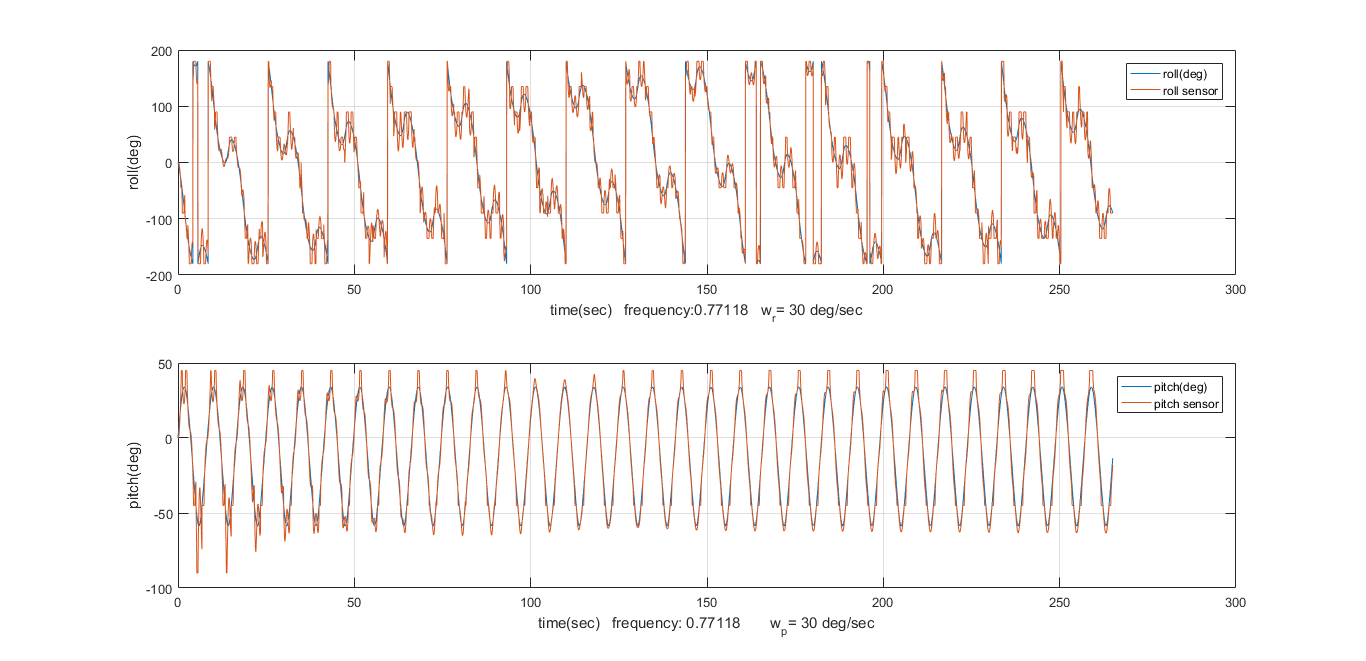 200
100
0
-100
-200
roll(deg)
roll(deg)
roll sensor
0
50
100
150
200
250
300
time(sec) frequency:0.77118 w_r= 30 deg/sec
50
0
-50
-100
pitch(deg)
pitch(deg)
pitch sensor
0
50
100
150
200
250
300
time(sec) frequency: 0.77118 w_p= 30 deg/sec